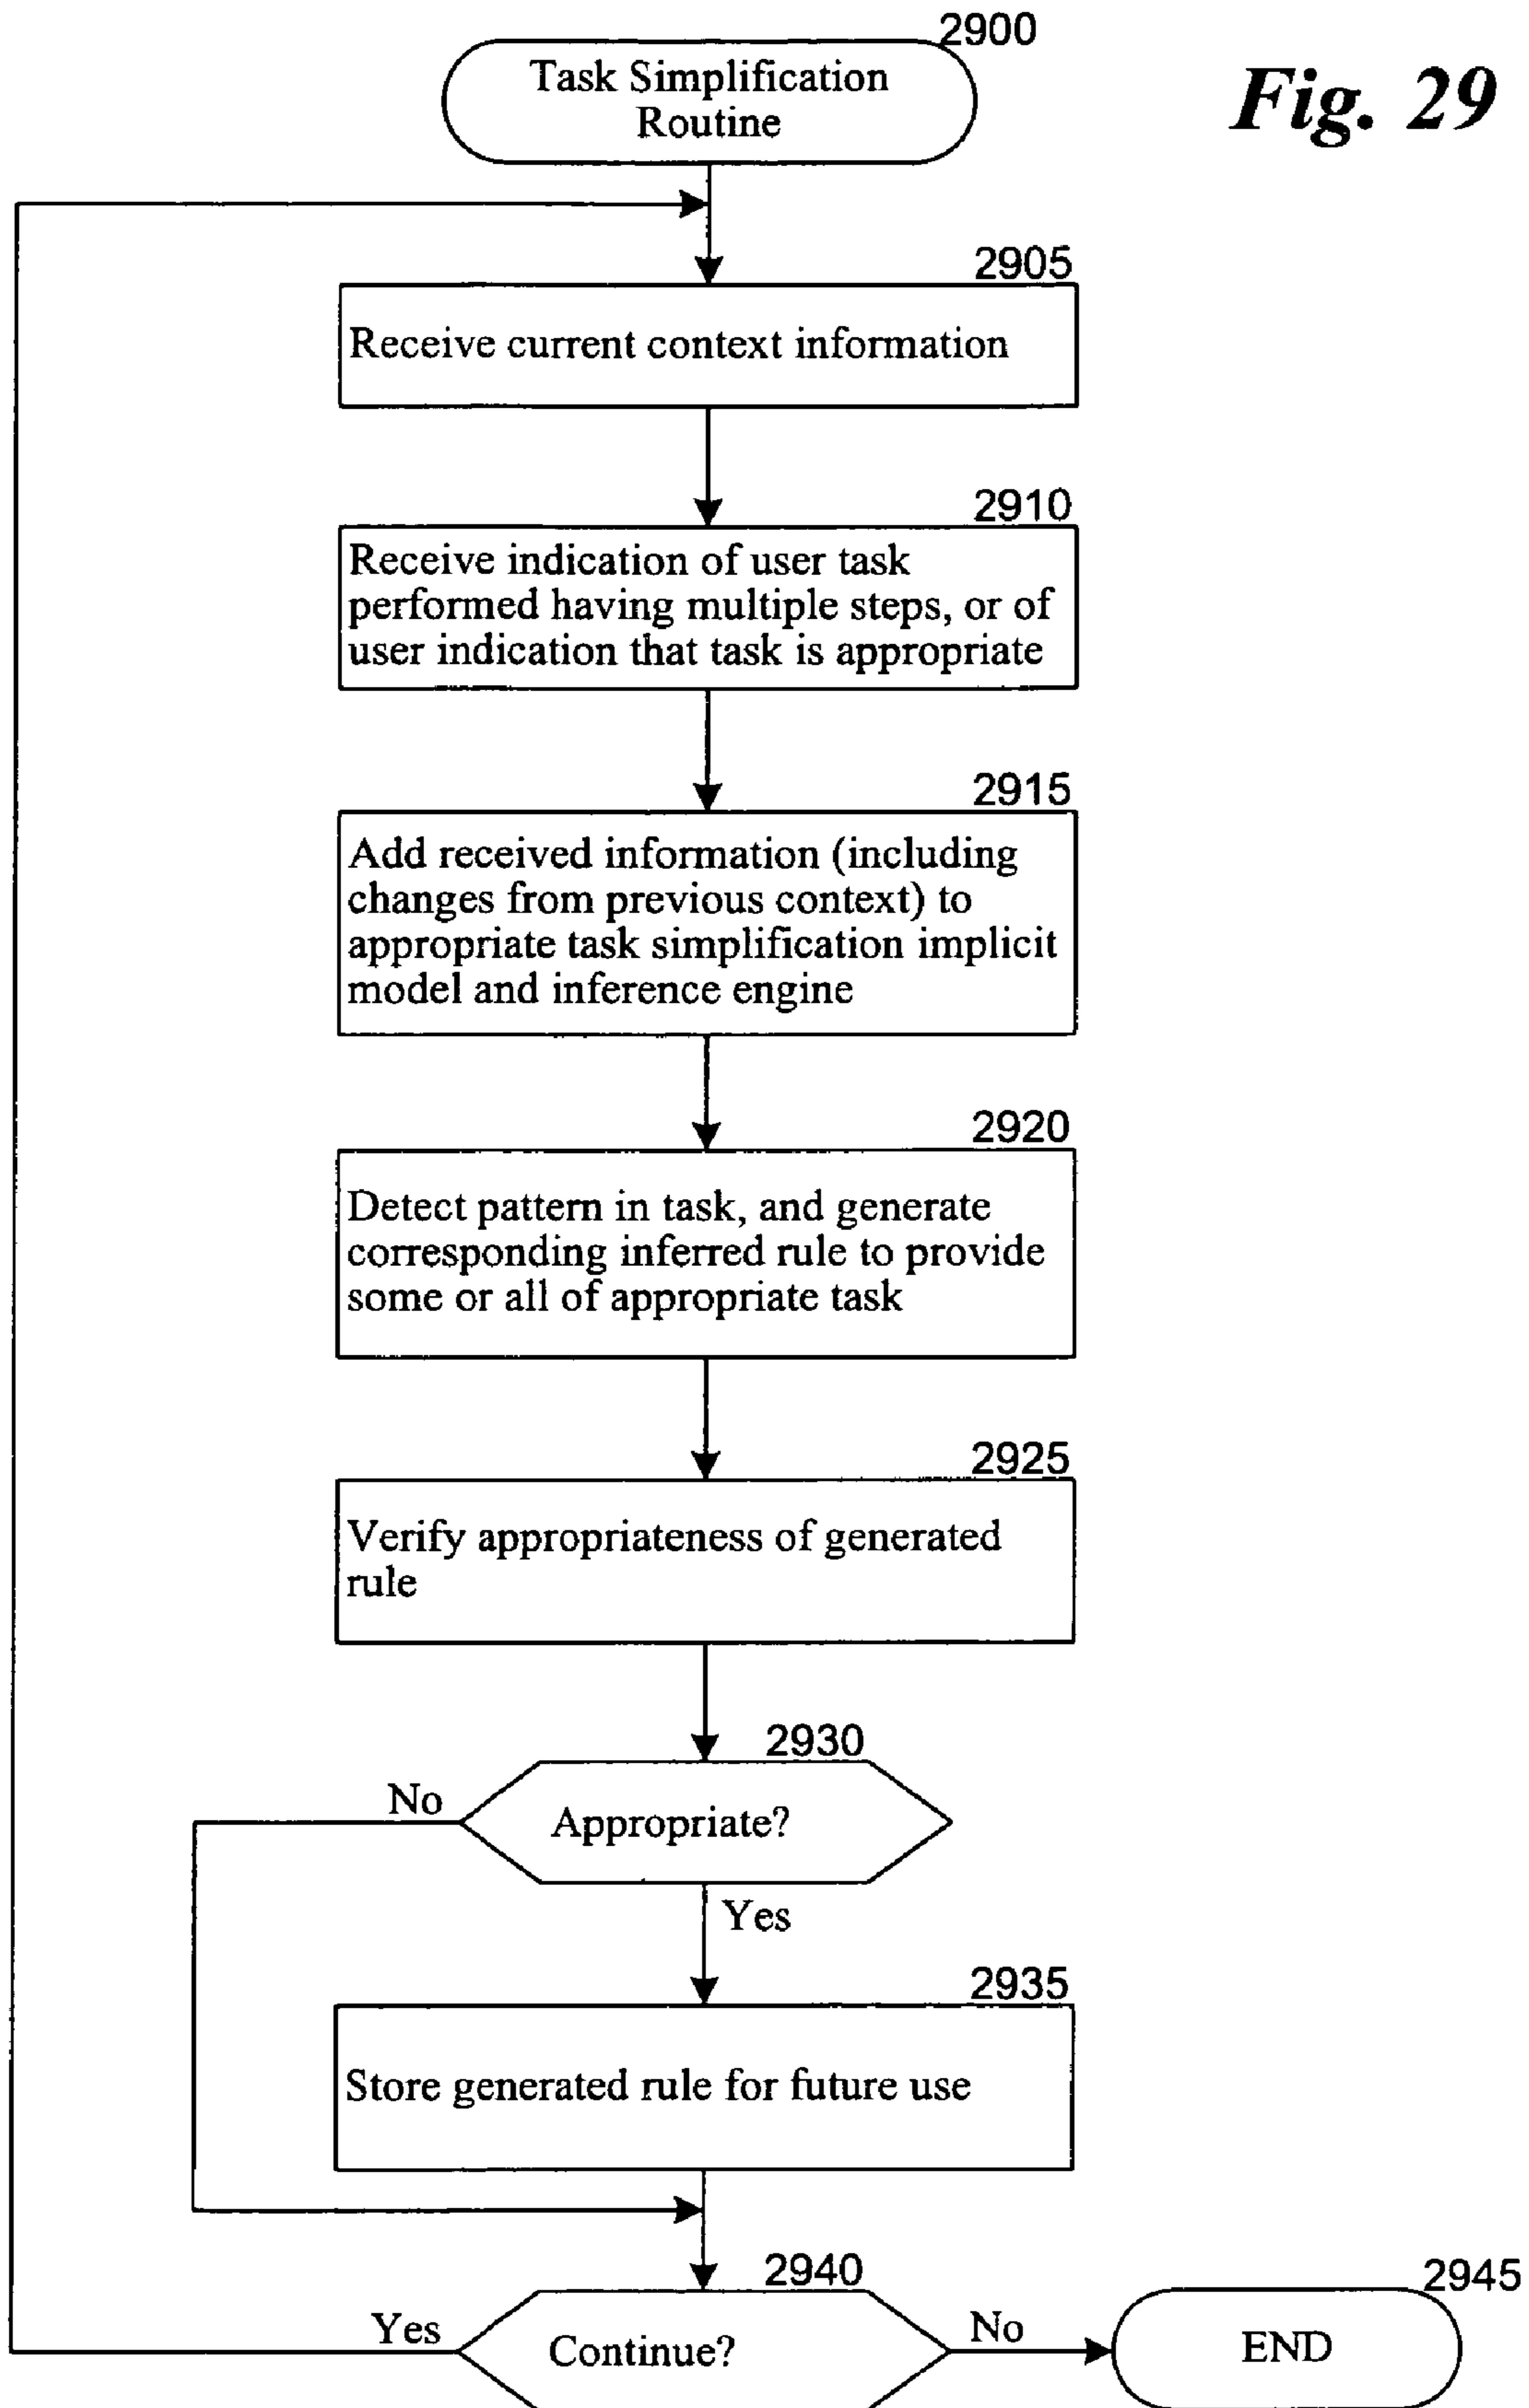 2900
Task Simplification
Routine
Fig. 29
2905
Receive current context information
2910
Receive indication of user task
performed having multiple steps, or of
user indication that task is appropriate
2915
Add received information (including
changes from previous context) to
appropriate task simplification implicit
model and inference engine
2920
Detect pattern in task, and generate
corresponding inferred rule to provide
some or all of appropriate task
2925
Verify appropriateness of generated
rule
2930
No
Appropriate?
Yes
2935
Store generated rule for future use
2940
Yes
Continue?
No
2945
END